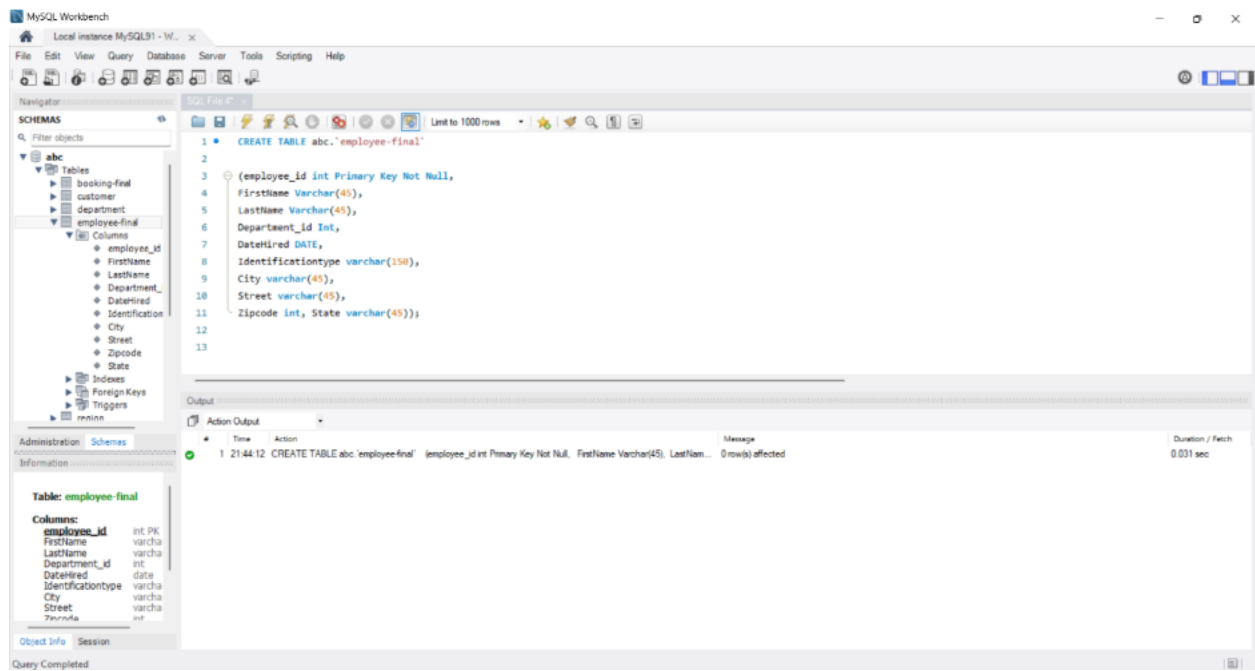 MySQL Workbench
Local instance MySQL91 - W...
File Edit View Query Database Server Tools Scripting Help
Navigator
SQL File 4*
SCHEMAS
Filter objects
Limit to 1000 rows
abc
Tables
booking-final
customer
department
employee-final
Columns
employee_id
FirstName
LastName
Department_
DateHired
Identification
City
Street
Zipcode
State
Indexes
Foreign Keys
Triggers
region
1 CREATE TABLE abc.`employee-final`
2
3 (employee_id int Primary Key Not Null,
4 FirstName Varchar(45),
5 LastName Varchar(45),
6 Department_id Int,
7 DateHired DATE,
8 Identificationtype varchar(150),
9 City varchar(45),
10 Street varchar(45),
11 Zipcode int, State varchar(45));
12
13
Administration Schemas
Information
Table: employee-final
Columns:
employee_id int PK
FirstName varcha
LastName varcha
Department_id int
DateHired date
Identificationtype varcha
City varcha
Street varcha
Zipcode int
Object Info Session
Output
Action Output
# Time Action Message Duration / Fetch
1 21:44:12 CREATE TABLE abc.`employee-final` (employee_id int Primary Key Not Null, FirstName Varchar(45), LastNam... 0 row(s) affected 0.031 sec
Query Completed